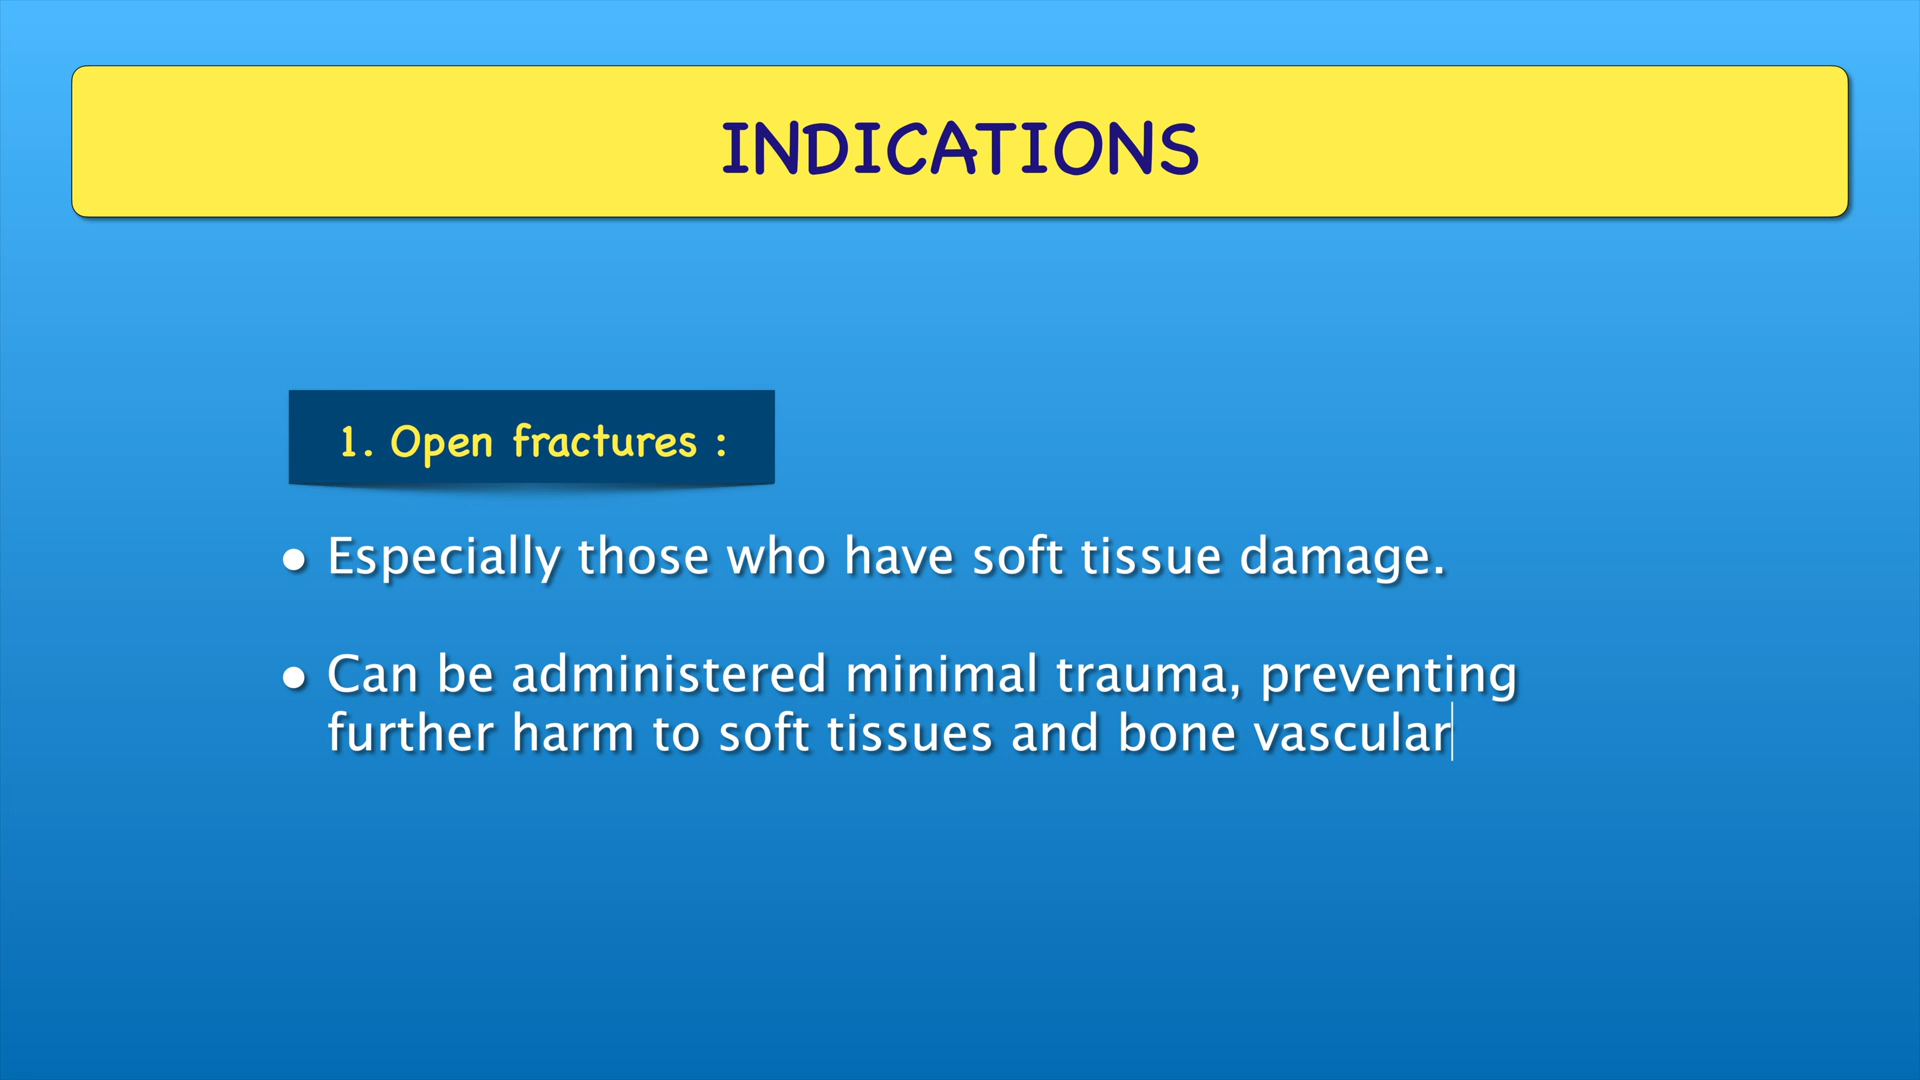 INDICATIONS
1. Open fractures :
• Especially those who have soft tissue damage.
• Can be administered minimal trauma, preventing
further harm to soft tissues and bone vascular